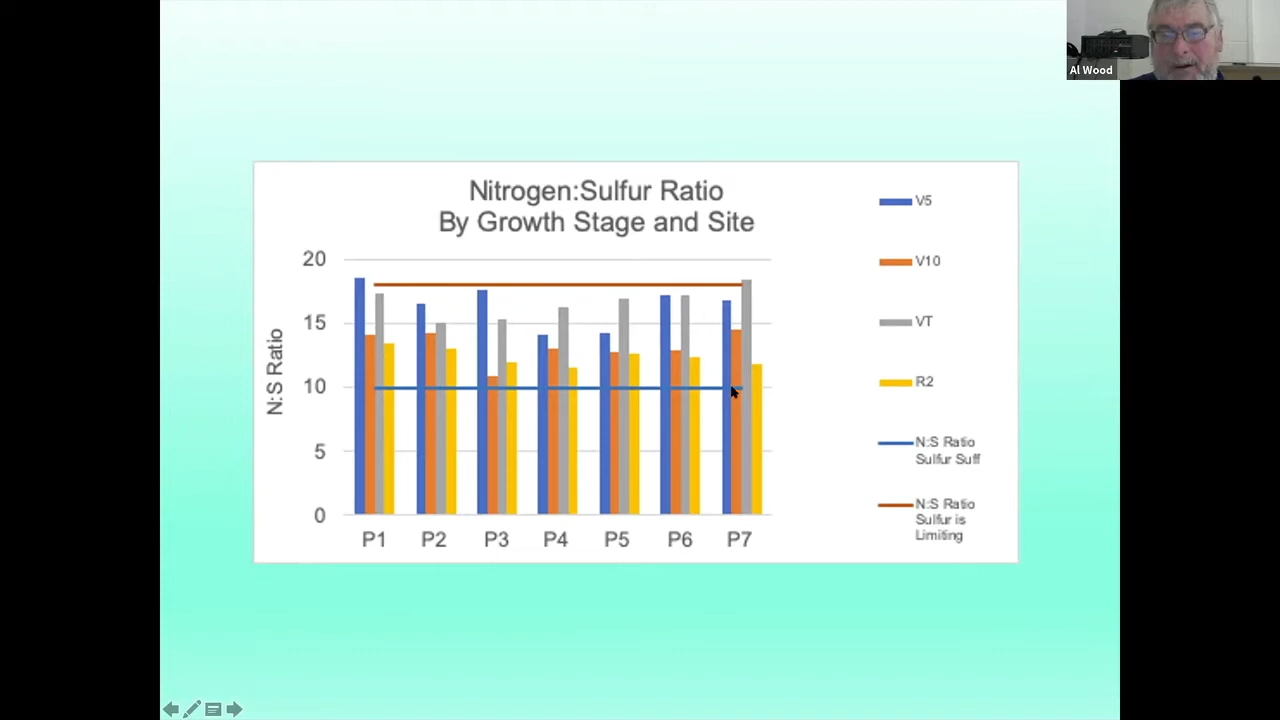 Al Wood
Nitrogen:Sulfur Ratio
By Growth Stage and Site
N:S Ratio
20
15
10
5
0
P1 P2 P3 P4 P5 P6 P7
V5
V10
VT
R2
N:S Ratio
Sulfur Suff
N:S Ratio
Sulfur is
Limiting